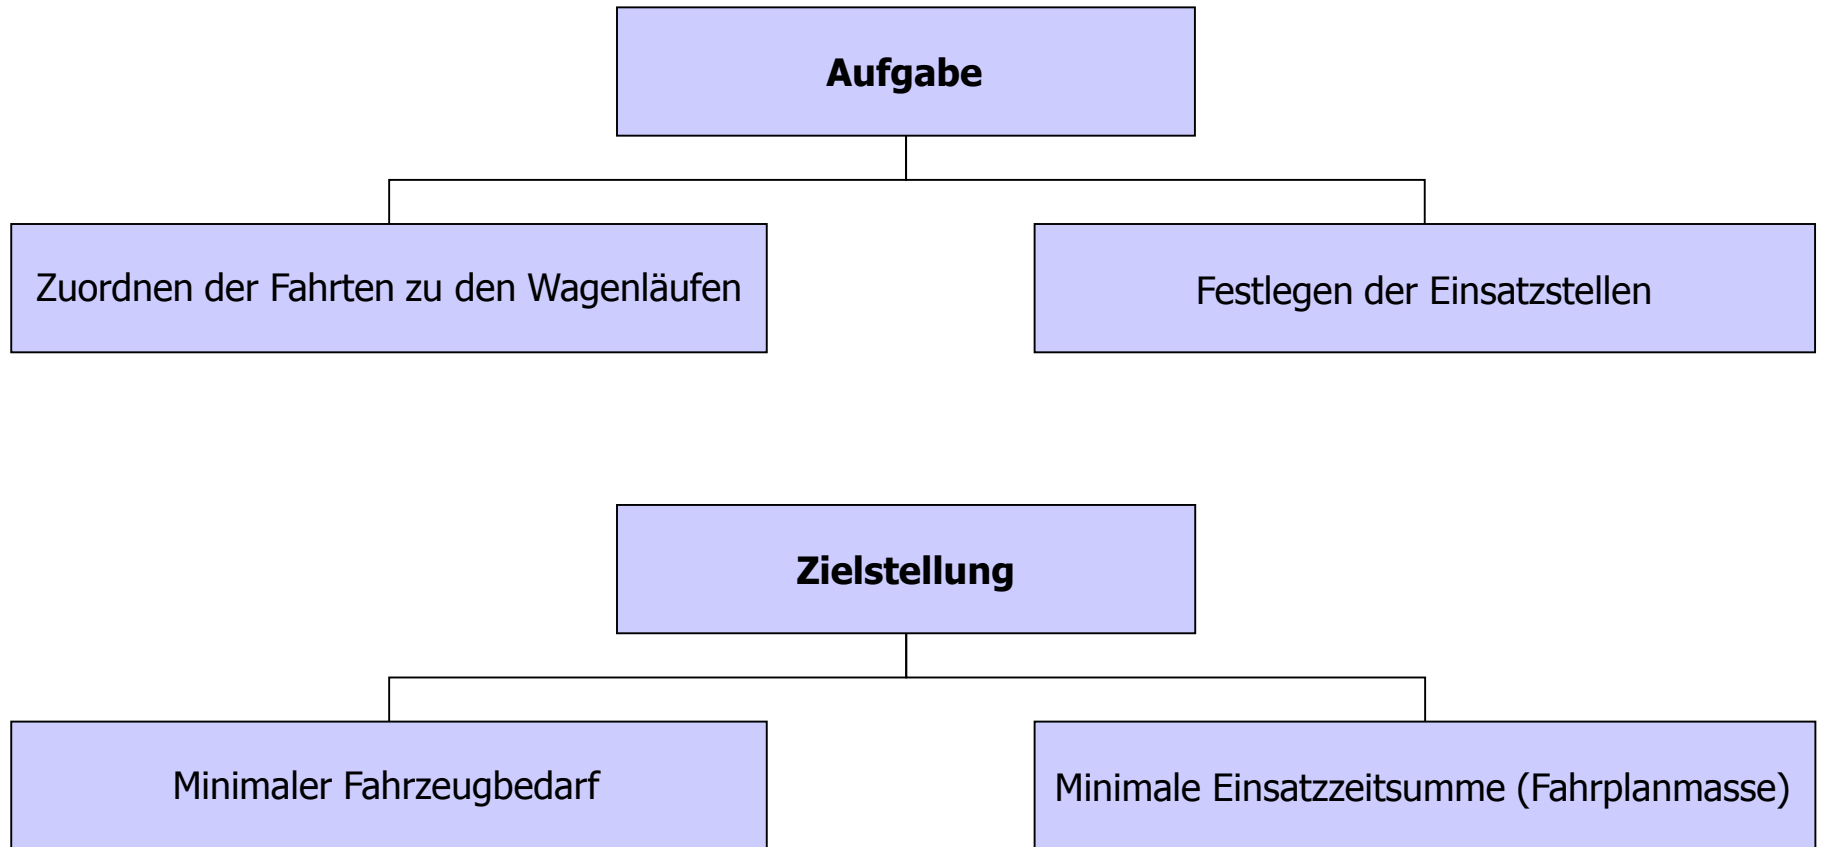 Aufgabe
Zuordnen der Fahrten zu den Wagenläufen
Festlegen der Einsatzstellen
Zielstellung
Minimaler Fahrzeugbedarf
Minimale Einsatzzeitsumme (Fahrplanmasse)